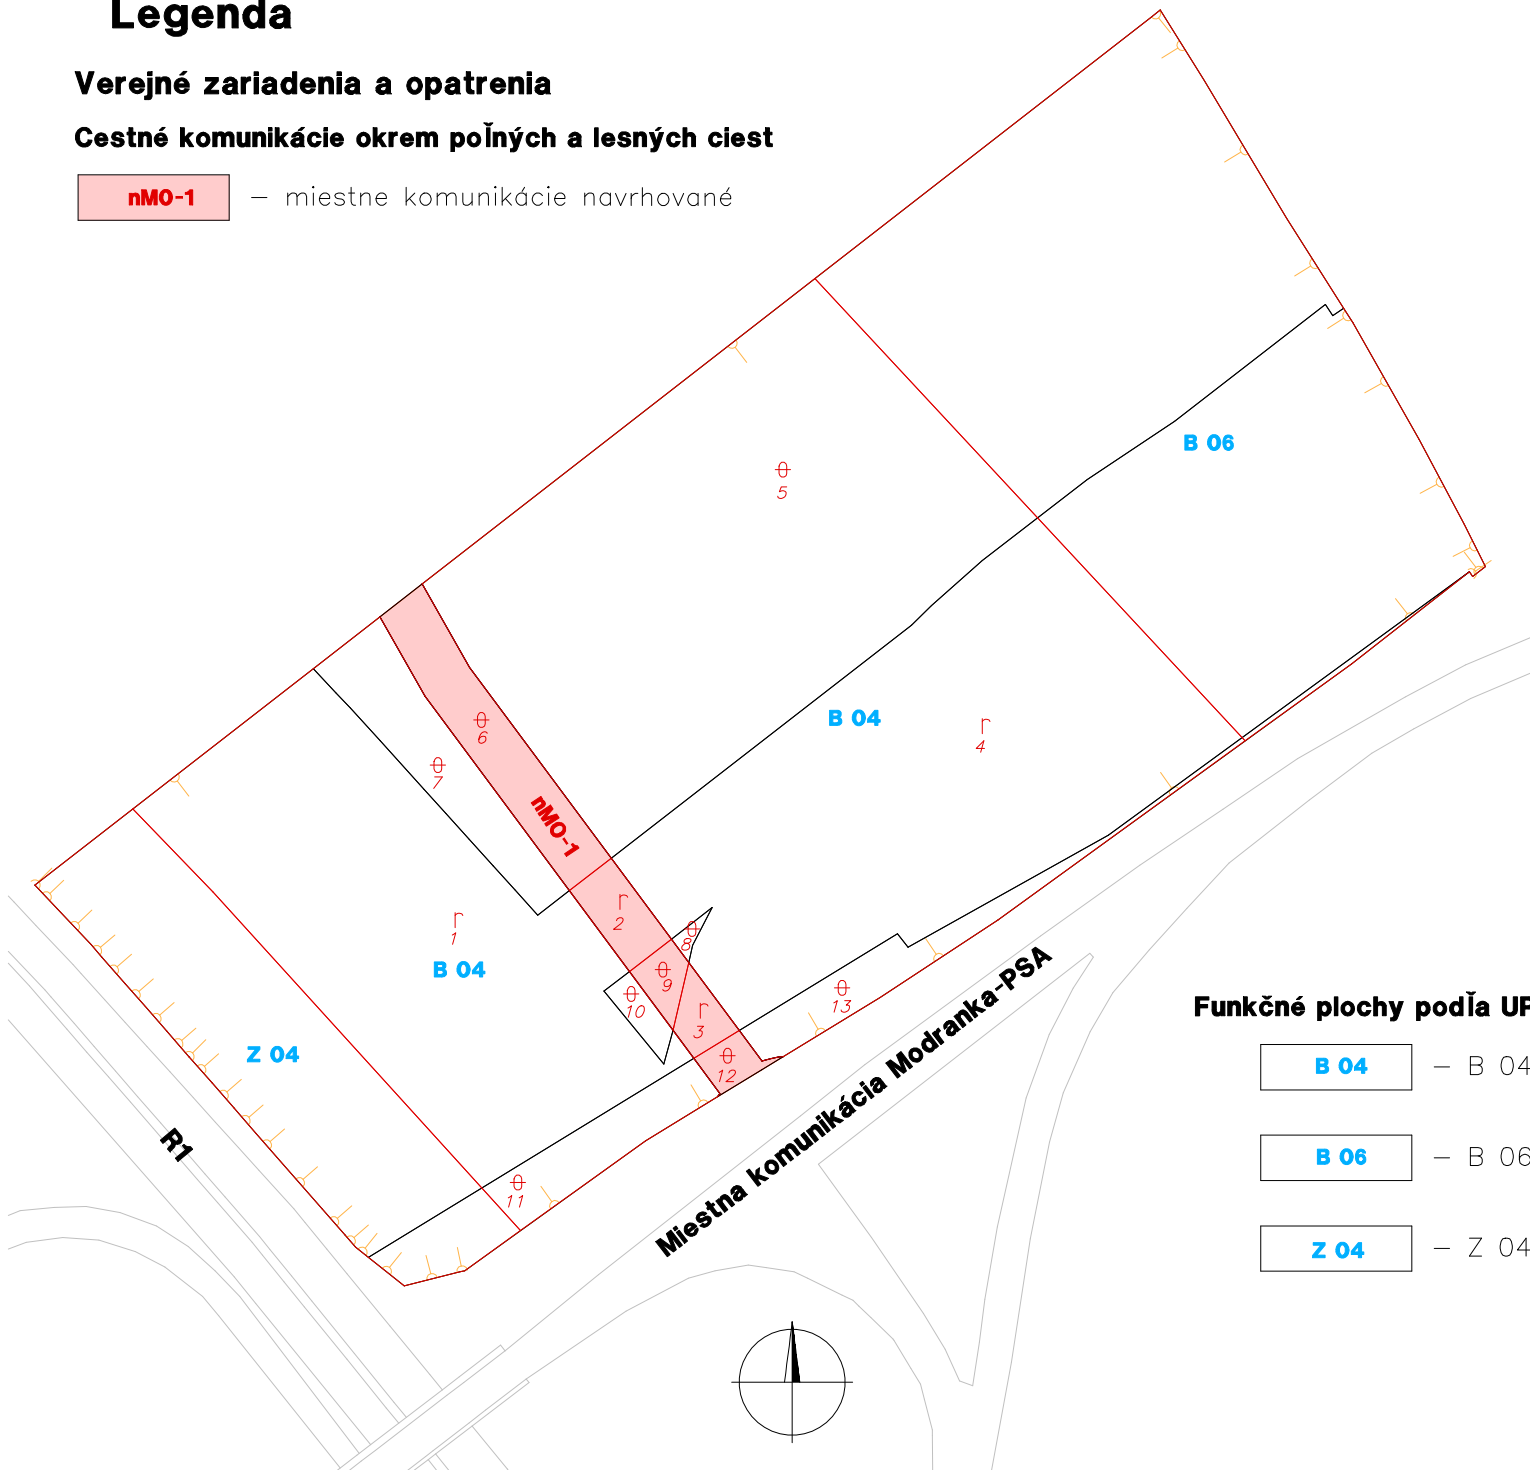 Legenda
Verejné zariadenia a opatrenia
Cestné komunikácie okrem poľných a lesných ciest
nMO-1 – miestne komunikácie navrhované
B 06
5
B 04
4
6
7
nMO-1
2
1
B 04
8
9
10
3
13
12
11
Z 04
R1
Miestna komunikácia Modranka-PSA
Funkčné plochy podľa UP
B 04 – B 04
B 06 – B 06
Z 04 – Z 04